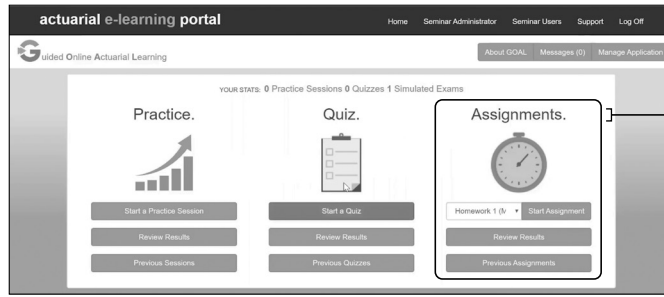 actuarial e-learning portal
Home Seminar Administrator Seminar Users Support Log Off
Guided Online Actuarial Learning
About GOAL Messages (0) Manage Application
YOUR STATS: 0 Practice Sessions 0 Quizzes 1 Simulated Exams
Practice. Quiz. Assignments.
Start a Practice Session Start a Quiz Homework 1 (M Start Assignment
Review Results Review Results Review Results
Previous Sessions Previous Quizzes Previous Assignments